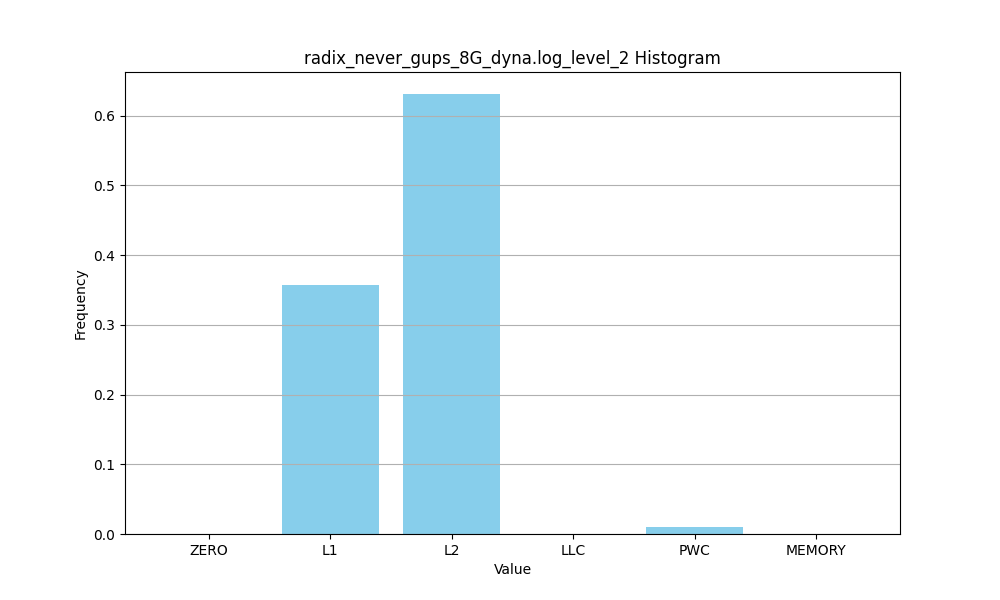 radix_never_gups_8G_dyna.log_level_2 Histogram
0.6
0.5
0.4
0.3
0.2
0.1
0.0
Frequency
ZERO L1 L2 LLC PWC MEMORY
Value